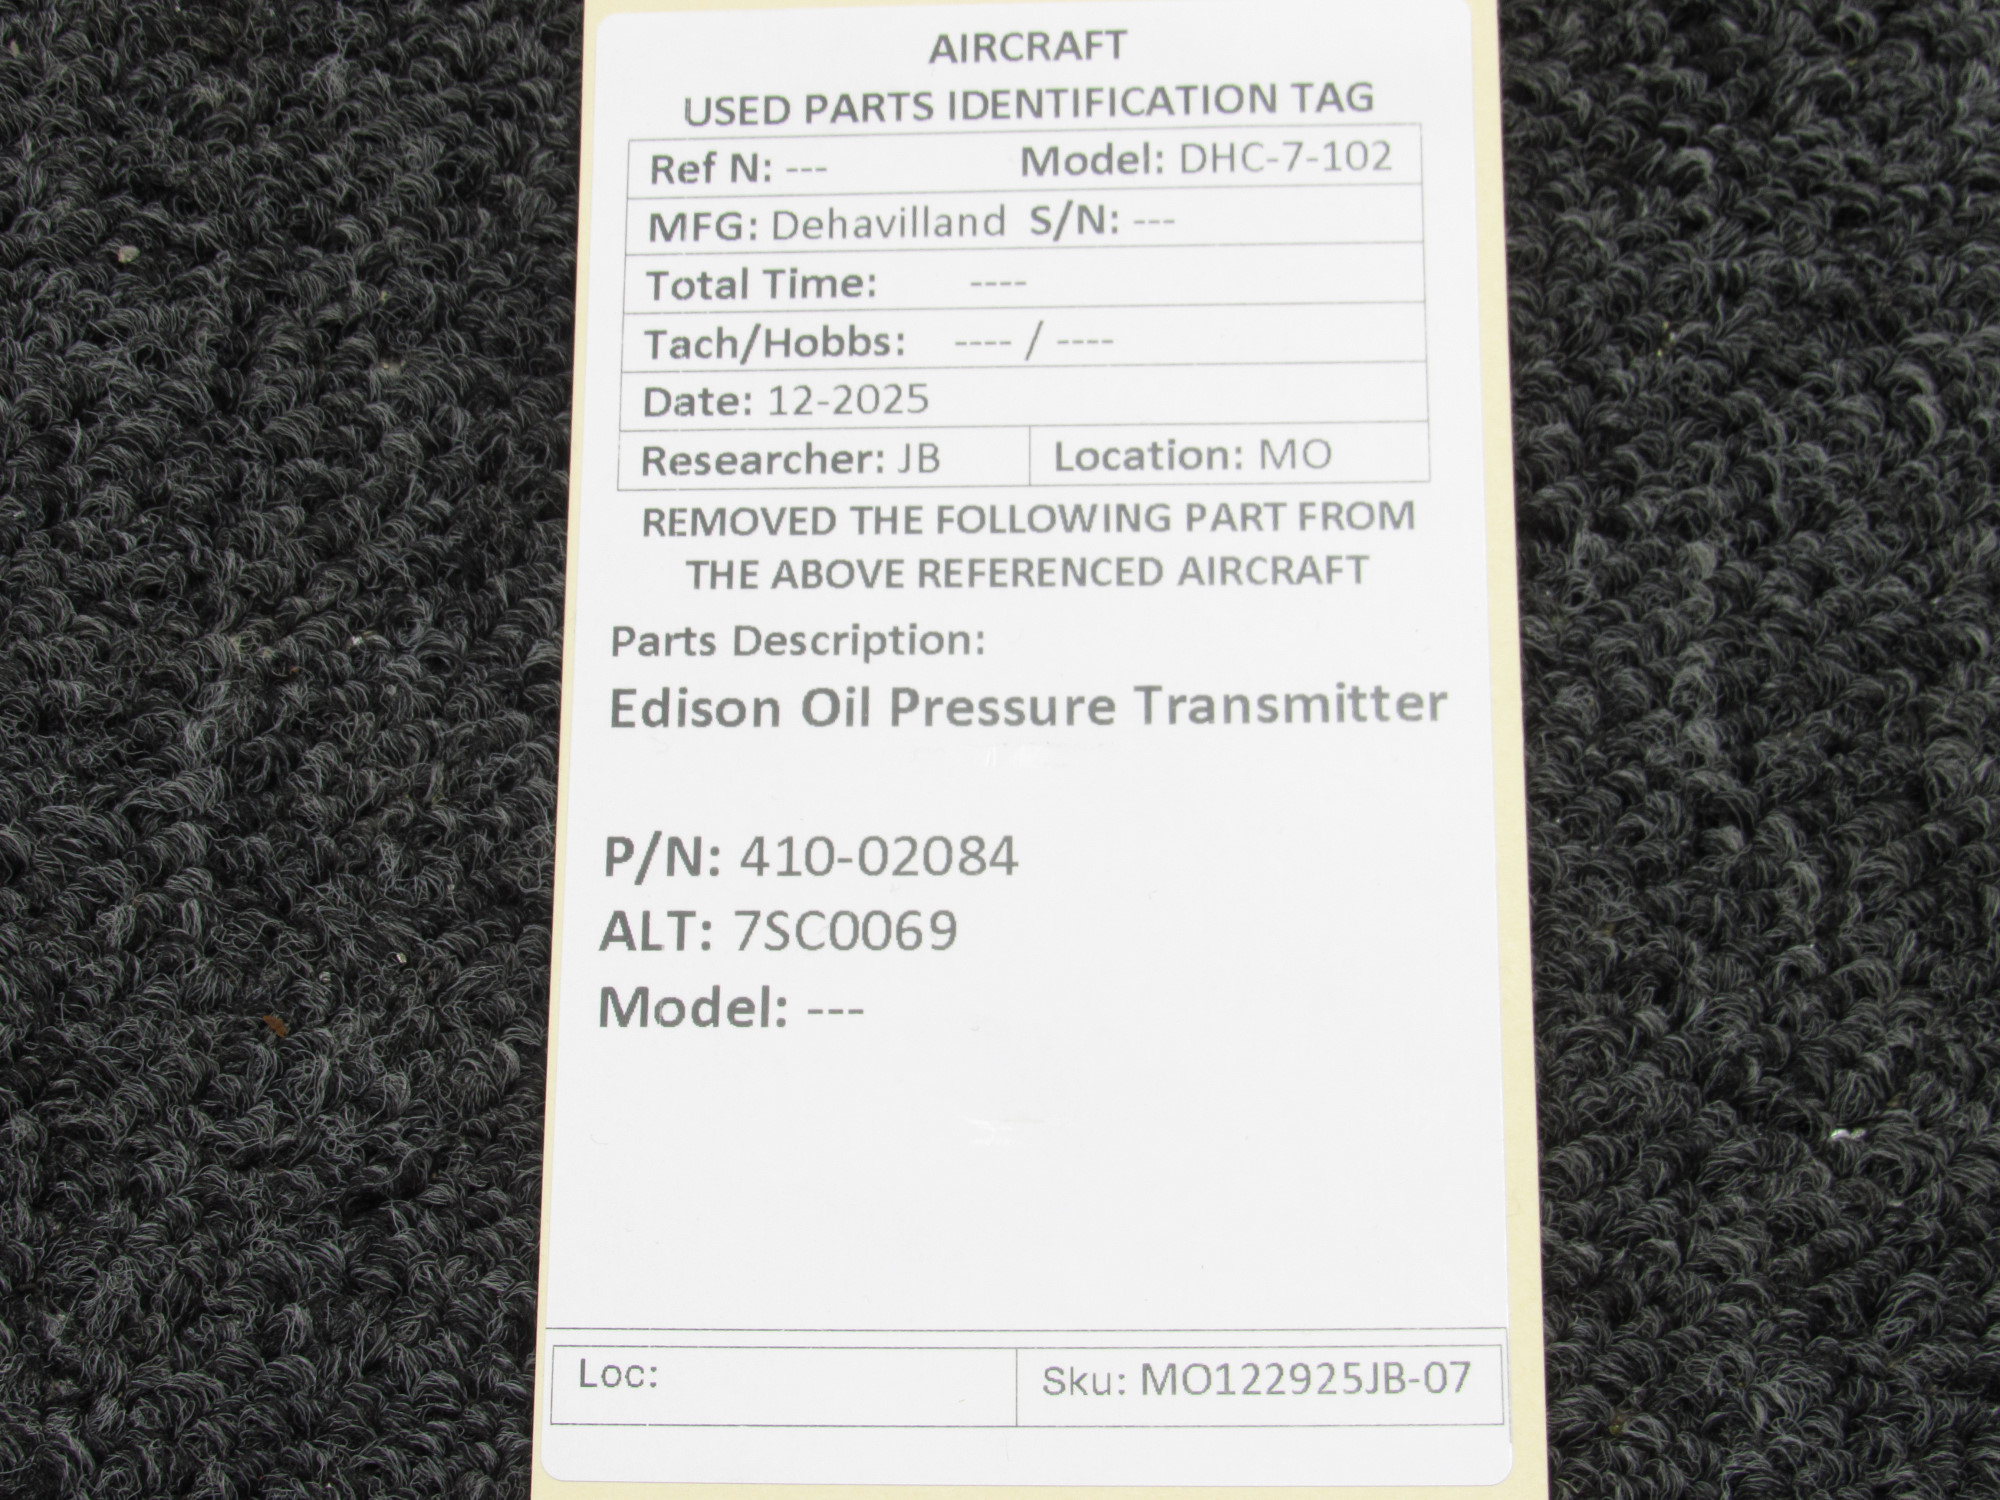 AIRCRAFT
USED PARTS IDENTIFICATION TAG
Ref N: --- Model: DHC-7-102
MFG: Dehavilland S/N: ---
Total Time: ----
Tach/Hobbs: ---- / ----
Date: 12-2025
Researcher: JB Location: MO
REMOVED THE FOLLOWING PART FROM
THE ABOVE REFERENCED AIRCRAFT
Parts Description:
Edison Oil Pressure Transmitter
P/N: 410-02084
ALT: 7SC0069
Model: ---
Loc: Sku: MO122925JB-07